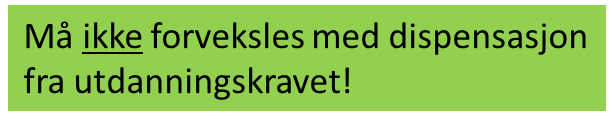 Må ikke forveksles med dispensasjon
fra utdanningskravet!